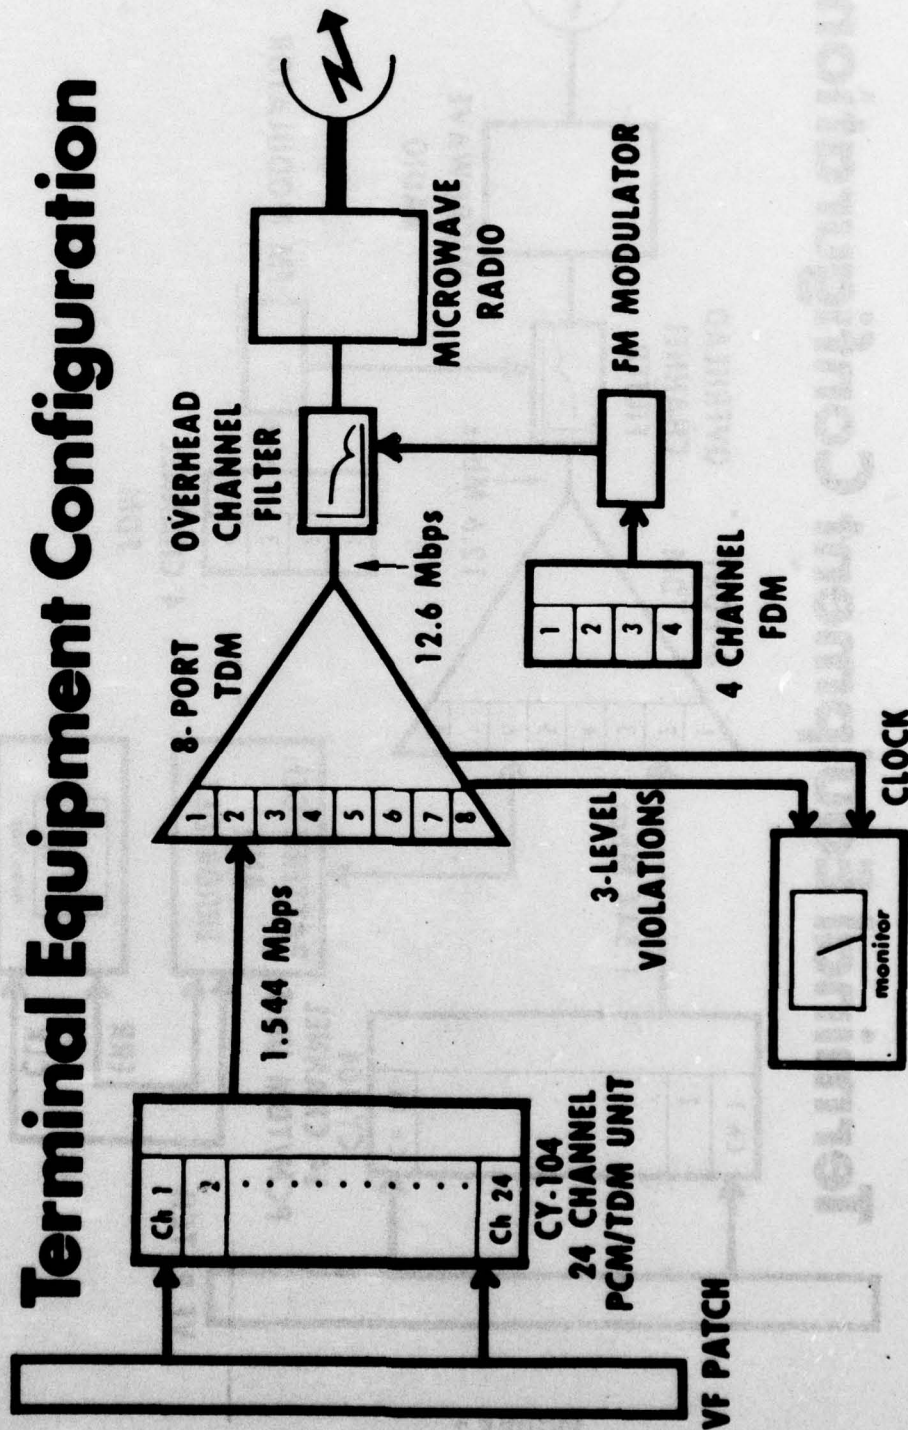 Terminal Equipment Configuration
VF PATCH
Ch 1
2
Ch 24
CY-104
24 CHANNEL
PCM/TDM UNIT
1.544 Mbps
8-PORT
TDM
1
2
3
4
5
6
7
8
12.6 Mbps
OVERHEAD
CHANNEL
FILTER
MICROWAVE
RADIO
FM MODULATOR
1
2
3
4
4 CHANNEL
FDM
3-LEVEL
VIOLATIONS
CLOCK
monitor